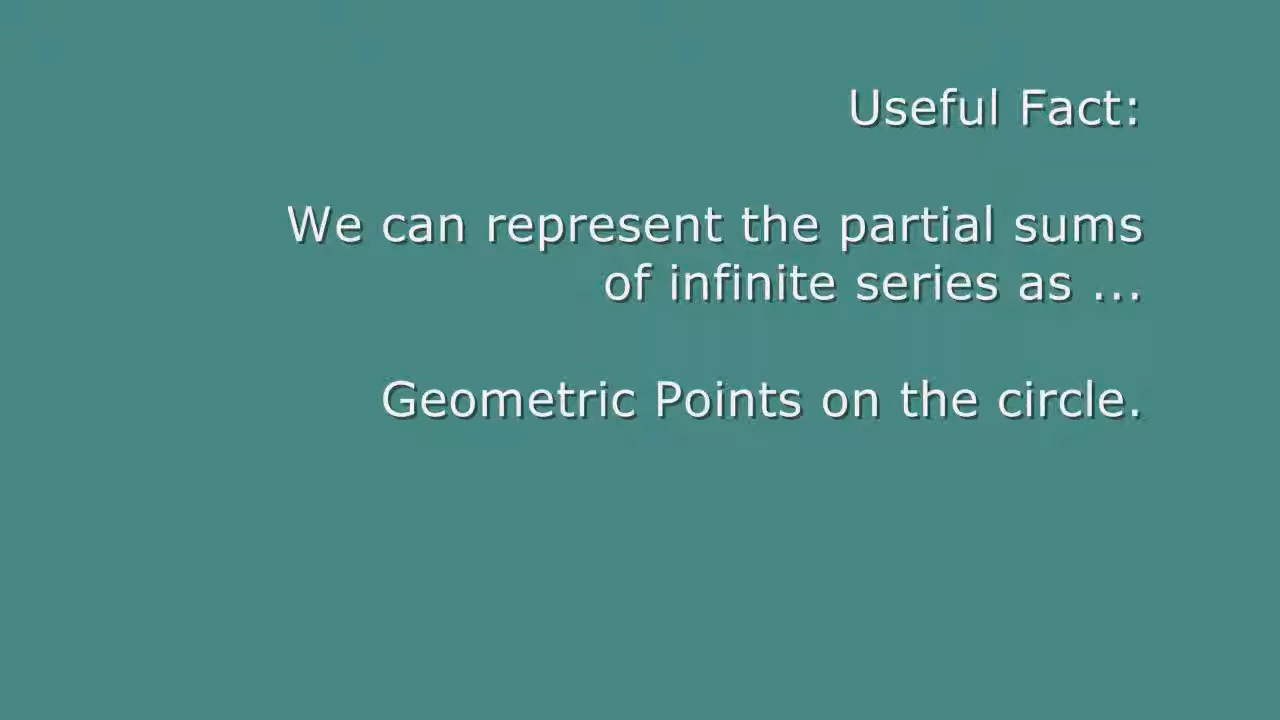 Useful Fact:
We can represent the partial sums
of infinite series as ...
Geometric Points on the circle.